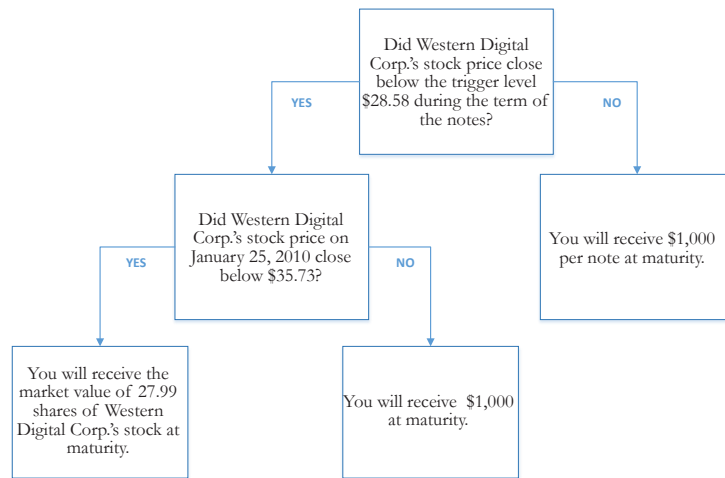 Did Western Digital
Corp.'s stock price close
below the trigger level
$28.58 during the term of
the notes?
YES
NO
Did Western Digital
Corp.'s stock price on
January 25, 2010 close
below $35.73?
You will receive $1,000
per note at maturity.
YES
NO
You will receive the
market value of 27.99
shares of Western
Digital Corp.'s stock at
maturity.
You will receive $1,000
at maturity.